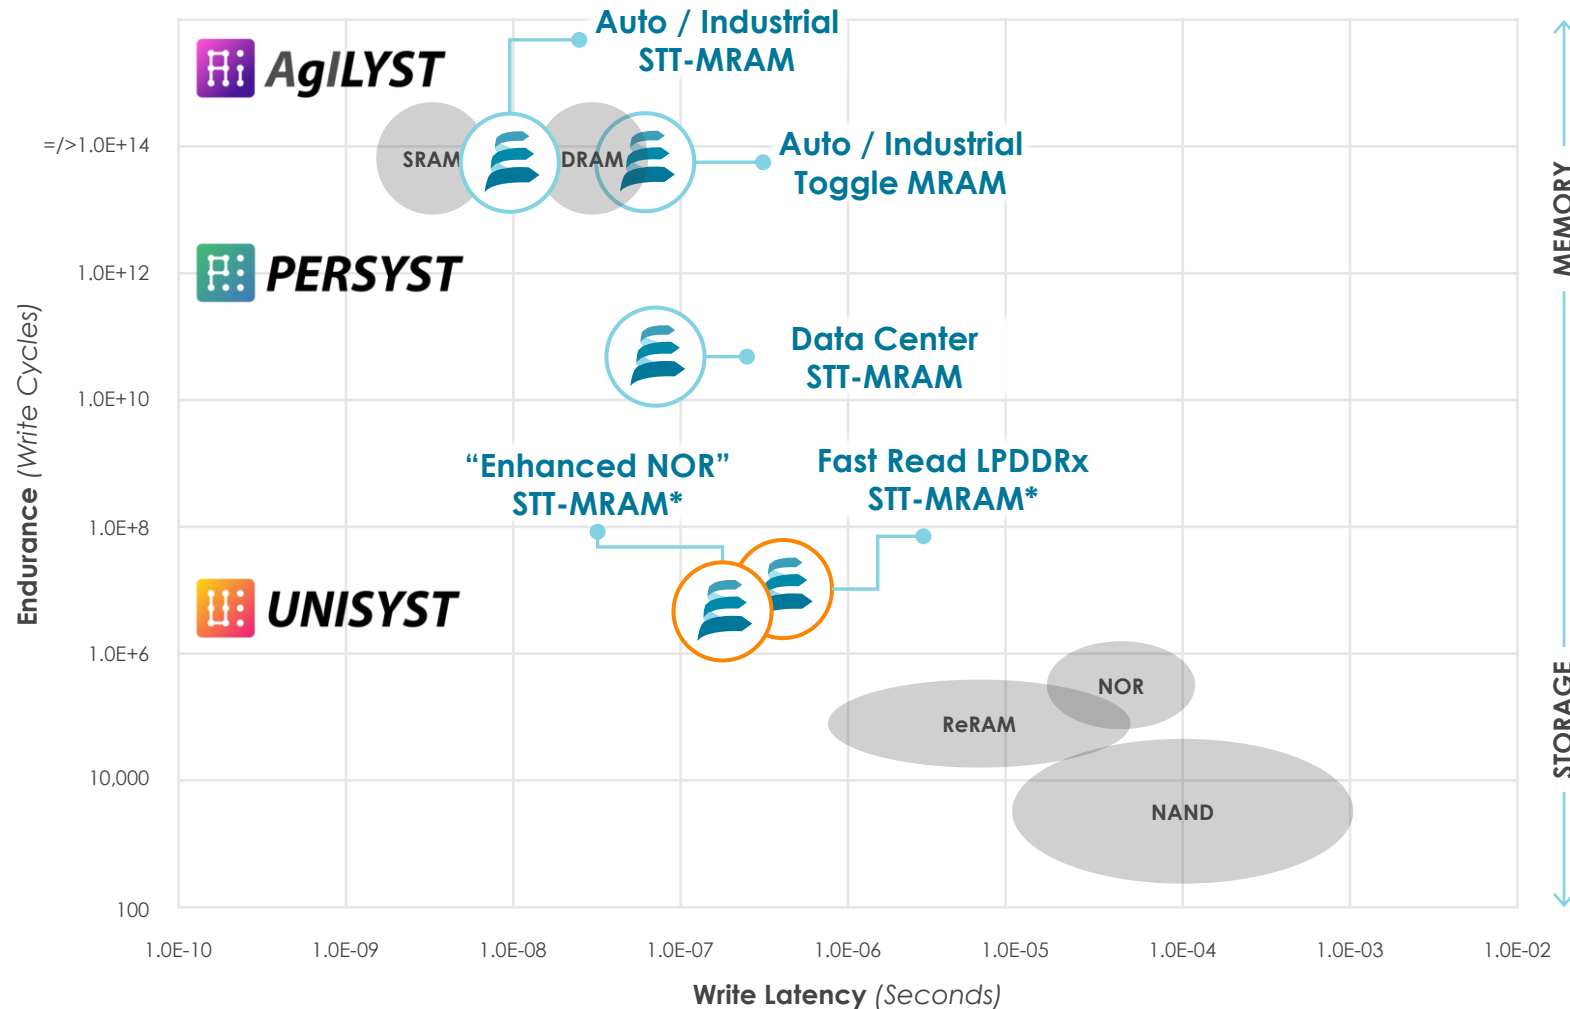 Auto / Industrial
STT-MRAM
AgILYST
=/>1.0E+14
SRAM
DRAM
Auto / Industrial
Toggle MRAM
MEMORY
1.0E+12
PERSYST
Data Center
STT-MRAM
1.0E+10
Endurance (Write Cycles)
“Enhanced NOR”
STT-MRAM*
Fast Read LPDDRx
STT-MRAM*
1.0E+8
UNISYST
1.0E+6
NOR
ReRAM
STORAGE
10,000
NAND
100
1.0E-10
1.0E-09
1.0E-08
1.0E-07
1.0E-06
1.0E-05
1.0E-04
1.0E-03
1.0E-02
Write Latency (Seconds)